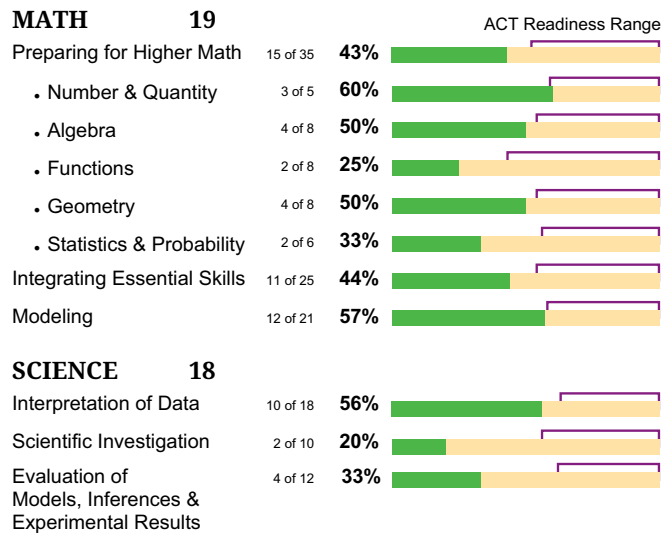 MATH 19
ACT Readiness Range
Preparing for Higher Math 15 of 35 43%
• Number & Quantity 3 of 5 60%
• Algebra 4 of 8 50%
• Functions 2 of 8 25%
• Geometry 4 of 8 50%
• Statistics & Probability 2 of 6 33%
Integrating Essential Skills 11 of 25 44%
Modeling 12 of 21 57%
SCIENCE 18
Interpretation of Data 10 of 18 56%
Scientific Investigation 2 of 10 20%
Evaluation of 4 of 12 33%
Models, Inferences &
Experimental Results